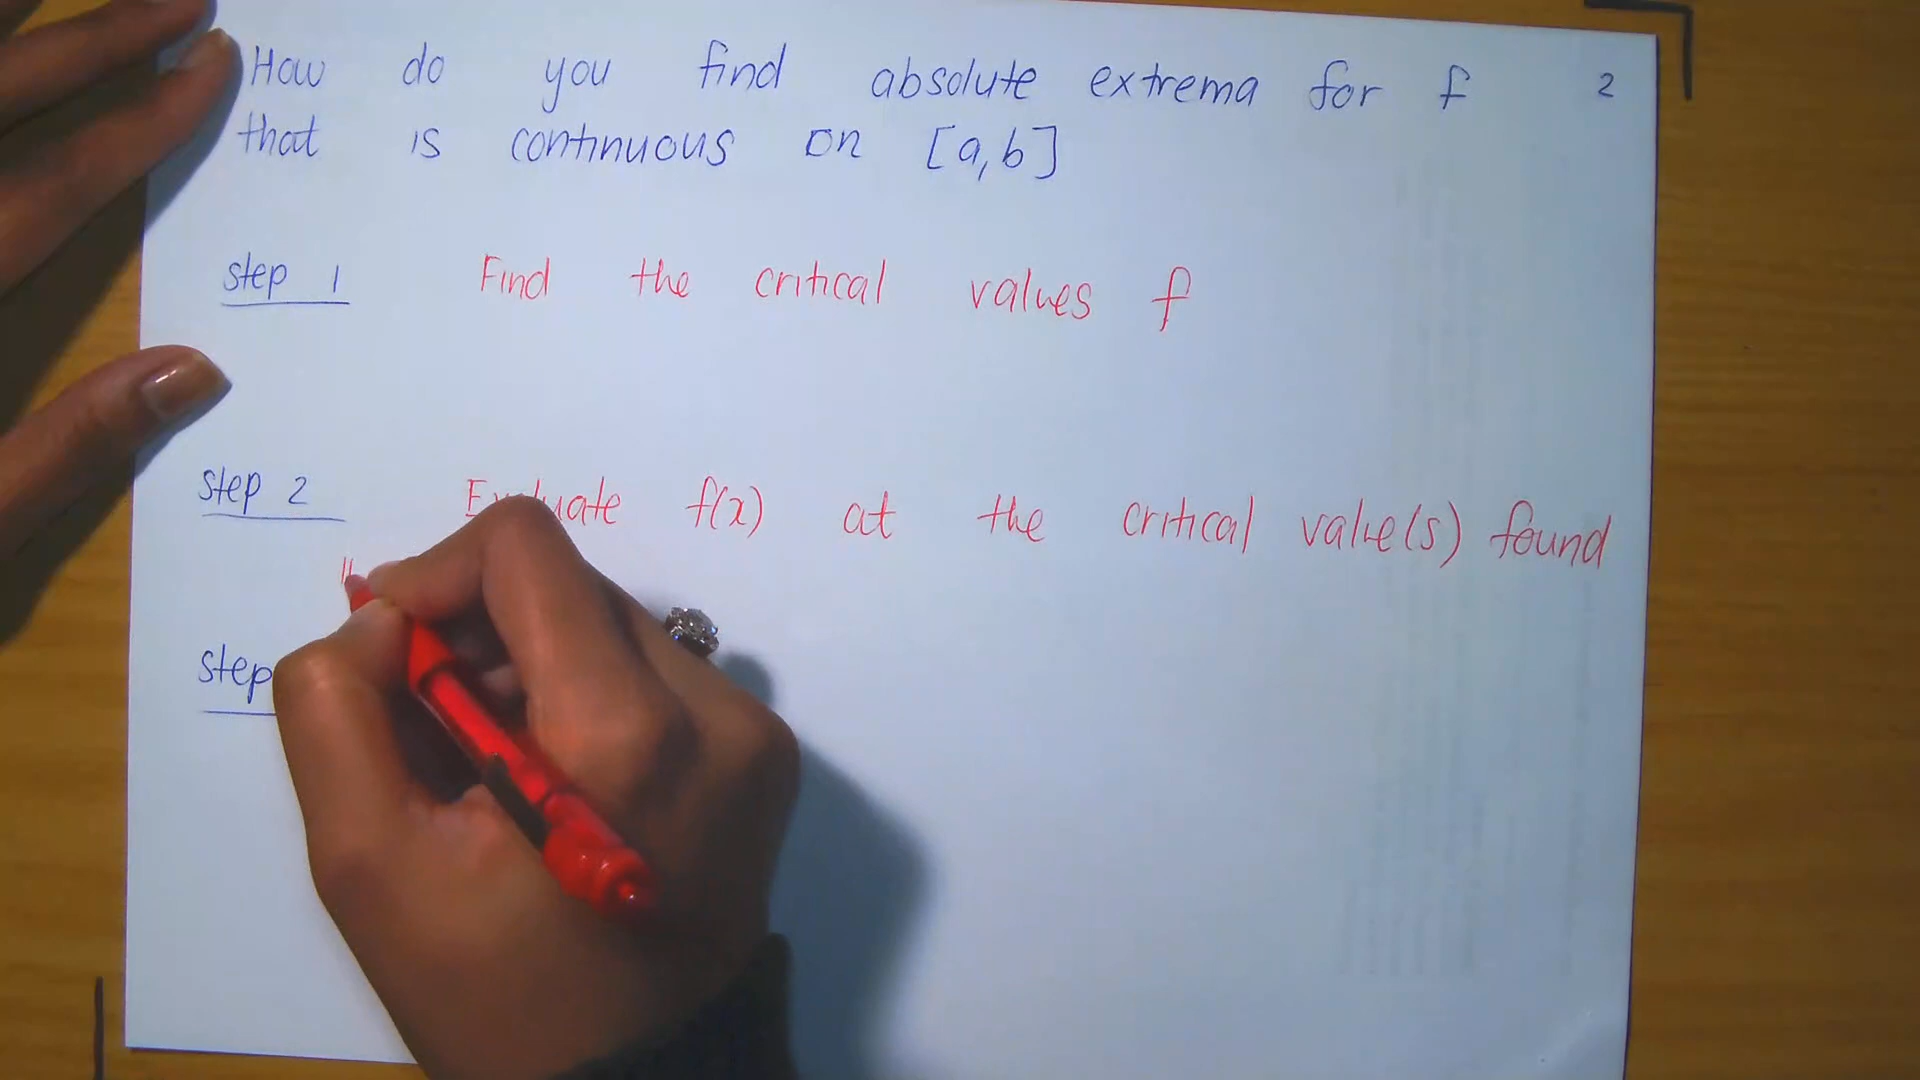 How do you find absolute extrema for f 2
that is continuous on [a,b]
step 1 Find the critical values f
step 2 Evaluate f(x) at the critical value(s) found
step